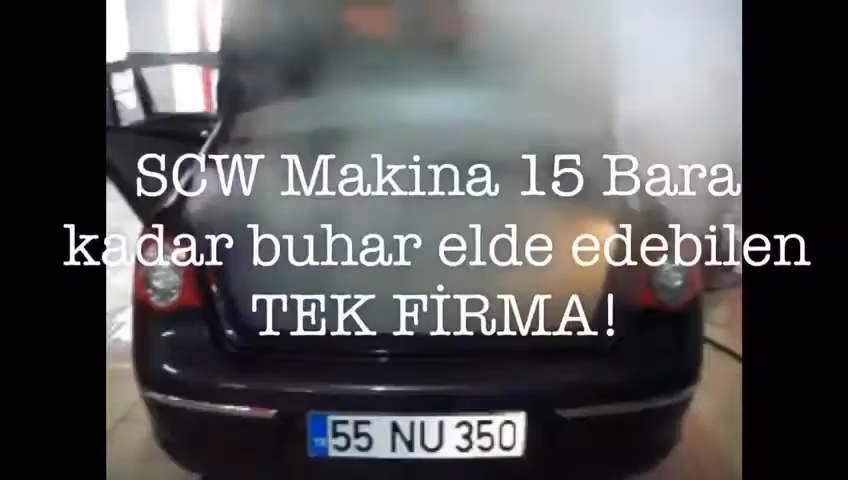 SCW Makina 15 Bara
kadar buhar elde edebilen
TEK FİRMA!
55 NU 350